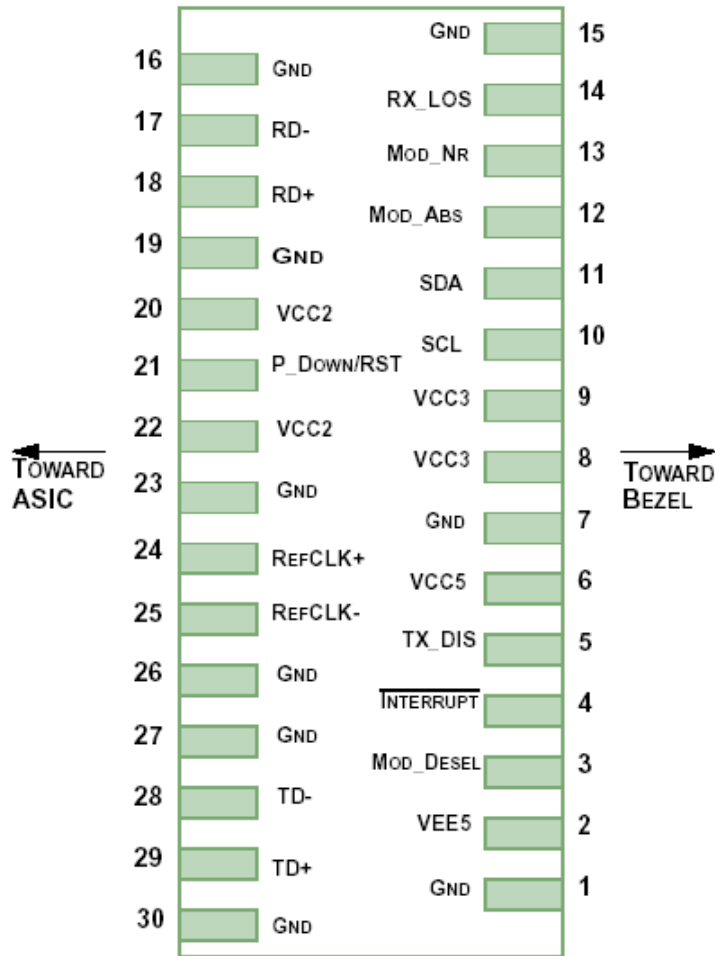 GND 15
16 GND
RX_LOS 14
17 RD-
MOD_NR 13
18 RD+
MOD_ABS 12
19 GND
SDA 11
20 VCC2
SCL 10
21 P_DOWN/RST
VCC3 9
22 VCC2
TOWARD
ASIC
VCC3 8
TOWARD
BEZEL
23 GND
GND 7
24 REFCLK+
VCC5 6
25 REFCLK-
TX_DIS 5
26 GND
INTERRUPT 4
27 GND
MOD_DESEL 3
28 TD-
VEE5 2
29 TD+
GND 1
30 GND